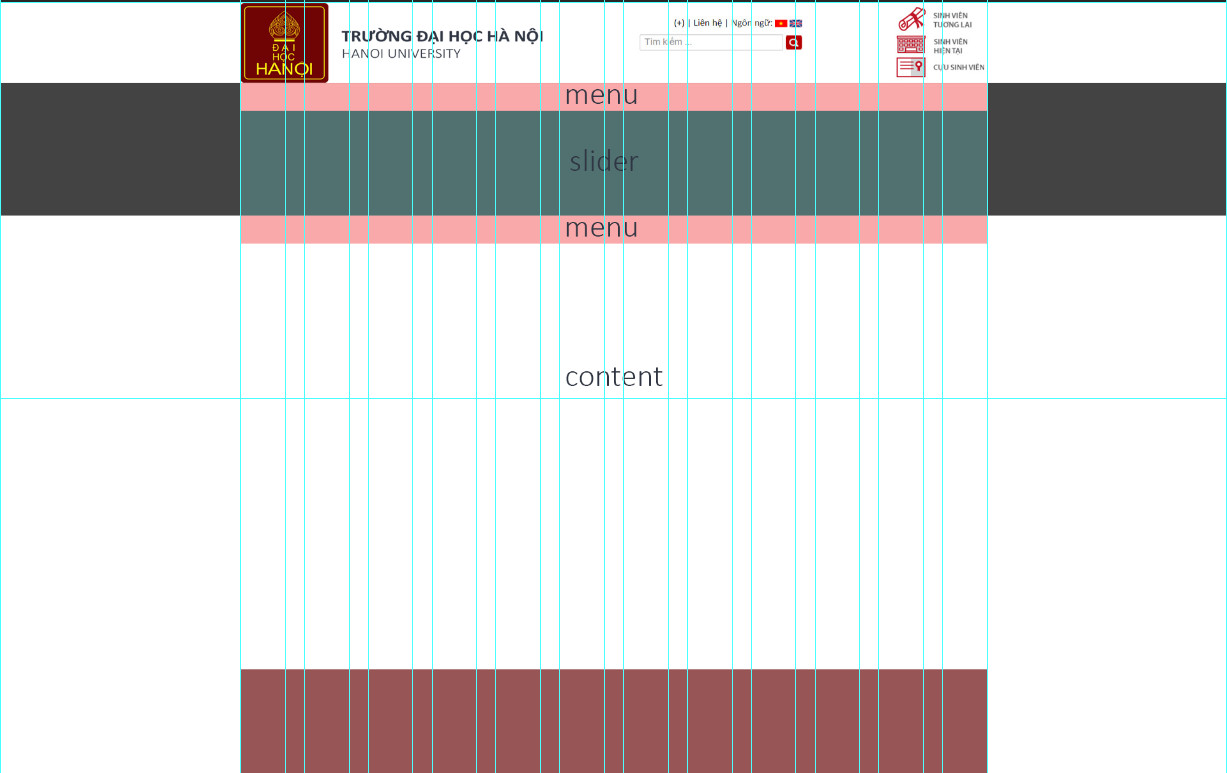 ĐẠI
HỌC
HANOI
TRƯỜNG ĐẠI HỌC HÀ NỘI
HANOI UNIVERSITY
(+) | Liên hệ | Ngôn ngữ:
Tìm kiếm ...
SINH VIÊN
TƯƠNG LAI
SINH VIÊN
HIỆN TẠI
CỰU SINH VIÊN
menu
slider
menu
content